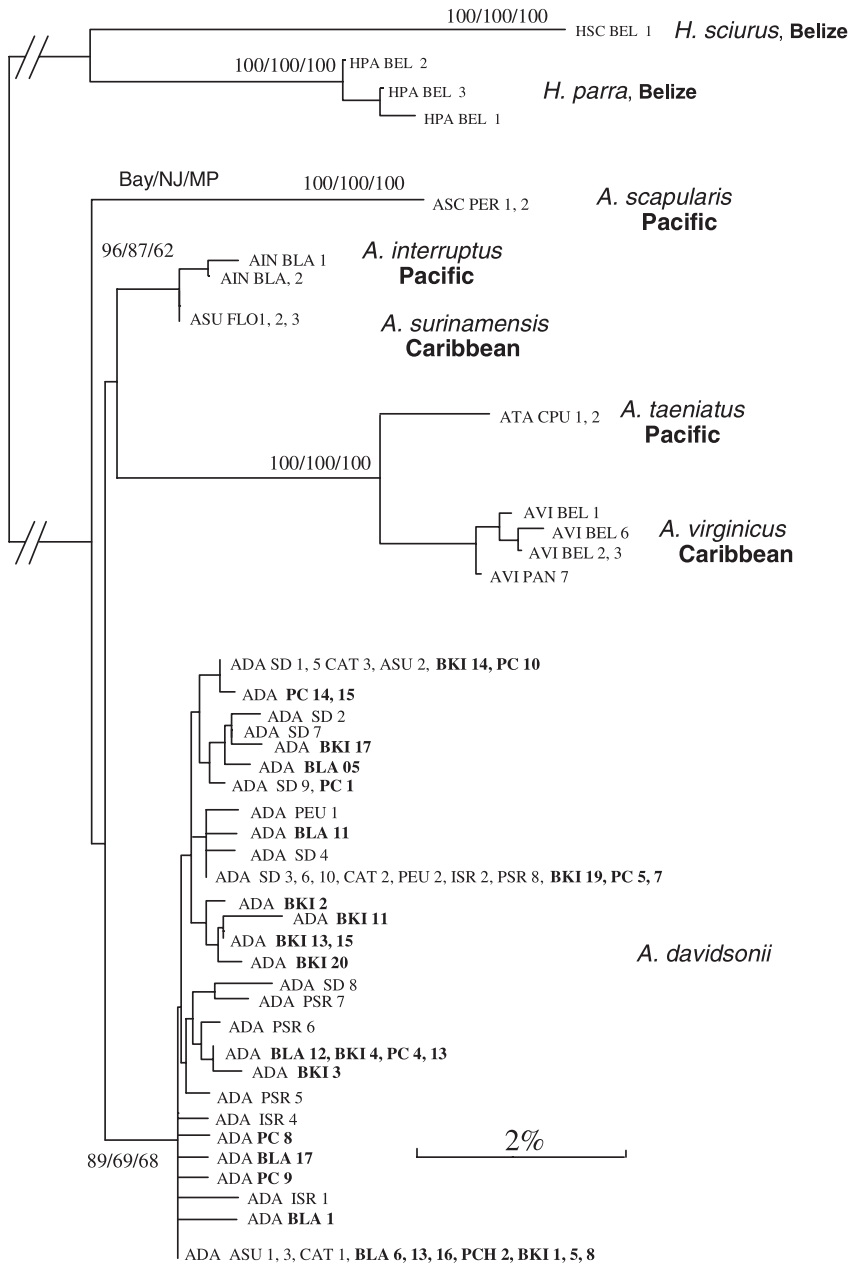 100/100/100
HSC BEL 1 H. sciurus, Belize
100/100/100
HPA BEL 2
HPA BEL 3
HPA BEL 1
H. parra, Belize
Bay/NJ/MP
100/100/100
ASC PER 1, 2
A. scapularis
Pacific
96/87/62
AIN BLA 1
AIN BLA, 2
A. interruptus
Pacific
ASU FLO1, 2, 3
A. surinamensis
Caribbean
100/100/100
ATA CPU 1, 2
A. taeniatus
Pacific
AVI BEL 1
AVI BEL 6
AVI BEL 2, 3
AVI PAN 7
A. virginicus
Caribbean
ADA SD 1, 5 CAT 3, ASU 2, BKI 14, PC 10
ADA PC 14, 15
ADA SD 2
ADA SD 7
ADA BKI 17
ADA BLA 05
ADA SD 9, PC 1
ADA PEU 1
ADA BLA 11
ADA SD 4
ADA SD 3, 6, 10, CAT 2, PEU 2, ISR 2, PSR 8, BKI 19, PC 5, 7
ADA BKI 2
ADA BKI 11
ADA BKI 13, 15
ADA BKI 20
A. davidsonii
ADA SD 8
ADA PSR 7
ADA PSR 6
ADA BLA 12, BKI 4, PC 4, 13
ADA BKI 3
ADA PSR 5
ADA ISR 4
ADA PC 8
ADA BLA 17
ADA PC 9
ADA ISR 1
ADA BLA 1
ADA ASU 1, 3, CAT 1, BLA 6, 13, 16, PCH 2, BKI 1, 5, 8
89/69/68
2%